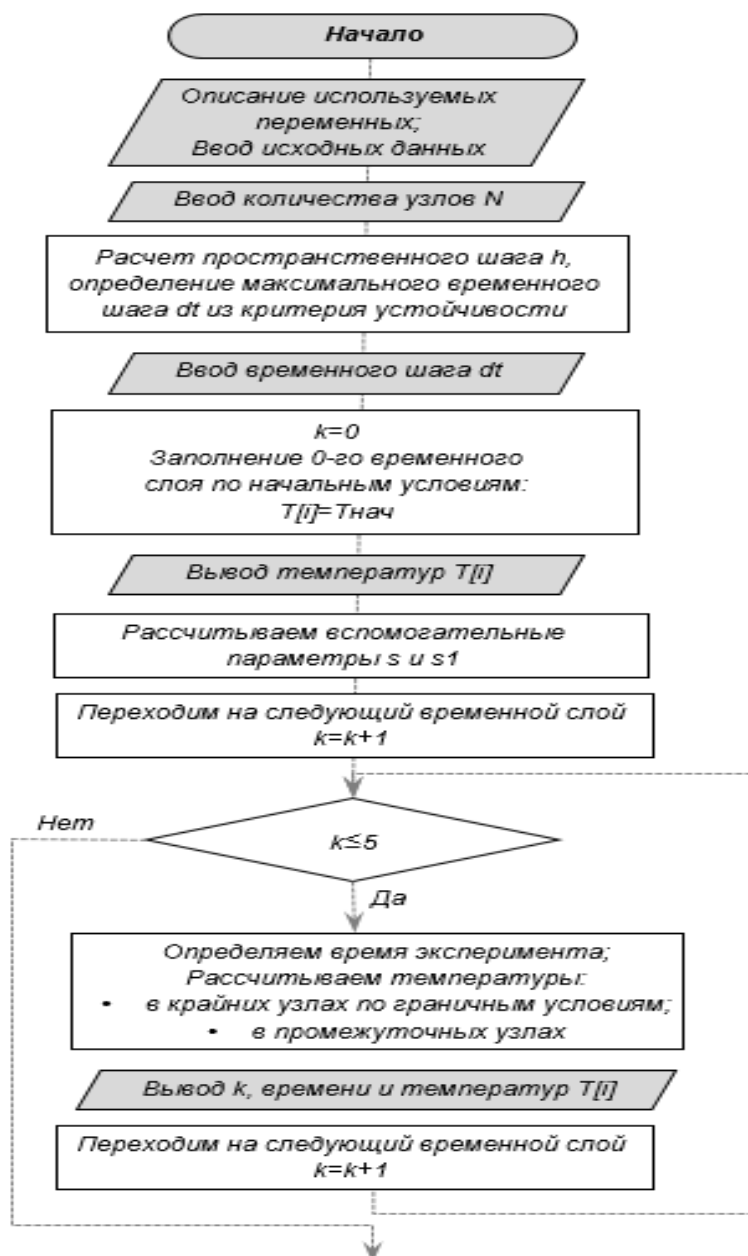 Начало
Описание используемых
переменных;
Ввод исходных данных
Ввод количества узлов N
Расчет пространственного шага h,
определение максимального временного
шага dt из критерия устойчивости
Ввод временного шага dt
k=0
Заполнение 0-го временного
слоя по начальным условиям:
T[i]=Tнач
Вывод температур T[i]
Рассчитываем вспомогательные
параметры s и s1
Переходим на следующий временной слой
k=k+1
Нет
k≤5
Да
Определяем время эксперимента;
Рассчитываем температуры:
• в крайних узлах по граничным условиям;
• в промежуточных узлах
Вывод k, времени и температур T[i]
Переходим на следующий временной слой
k=k+1